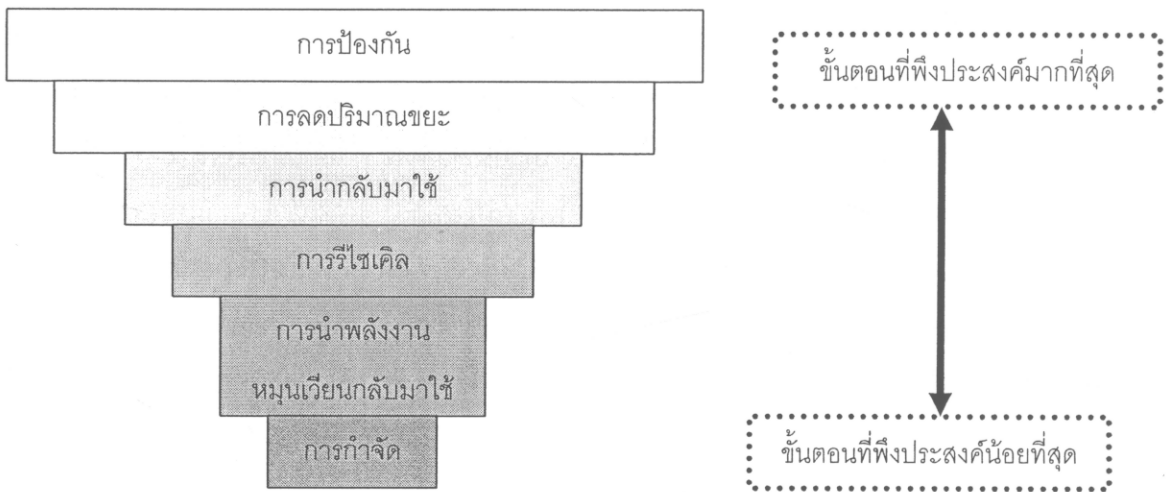 การป้องกัน
ขั้นตอนที่พึงประสงค์มากที่สุด
การลดปริมาณขยะ
การนำกลับมาใช้
การรีไซเคิล
การนำพลังงาน
หมุนเวียนกลับมาใช้
การกำจัด
ขั้นตอนที่พึงประสงค์น้อยที่สุด